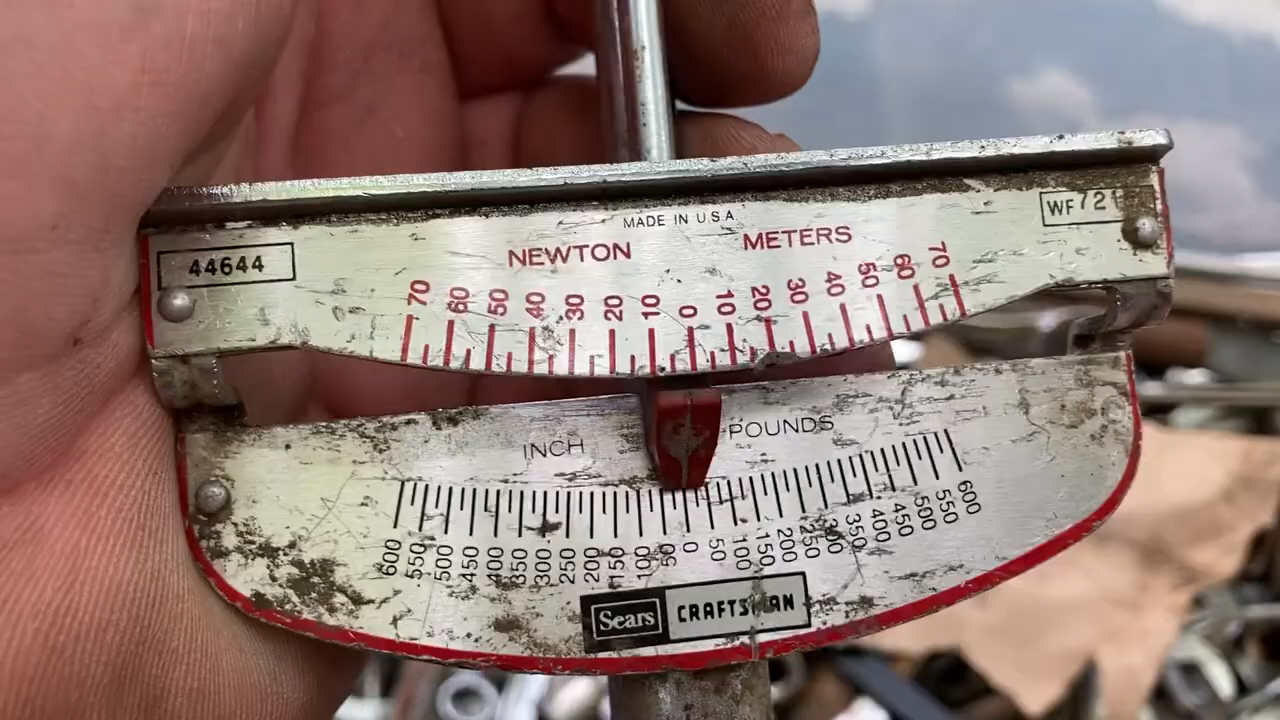 MADE IN U.S.A.
WF721
44644
NEWTON METERS
70 60 50 40 30 20 10 0 10 20 30 40 50 60 70
INCH POUNDS
600 550 500 450 400 350 300 250 200 150 100 50 0 50 100 150 200 250 300 350 400 450 500 550 600
Sears CRAFTSMAN